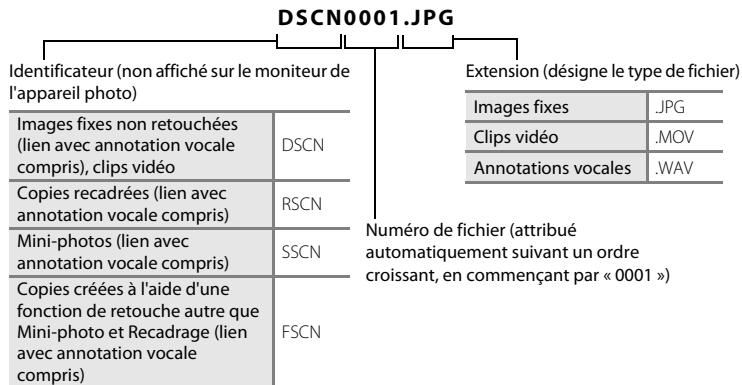 DSCN0001.JPG
Identificateur (non affiché sur le moniteur de
l'appareil photo)
Images fixes non retouchées
(lien avec annotation vocale
compris), clips vidéo
DSCN
Copies recadrées (lien avec
annotation vocale compris)
RSCN
Mini-photos (lien avec
annotation vocale compris)
SSCN
Copies créées à l'aide d'une
fonction de retouche autre que
Mini-photo et Recadrage (lien
avec annotation vocale
compris)
FSCN
Numéro de fichier (attribué
automatiquement suivant un ordre
croissant, en commençant par « 0001 »)
Extension (désigne le type de fichier)
Images fixes .JPG
Clips vidéo .MOV
Annotations vocales .WAV